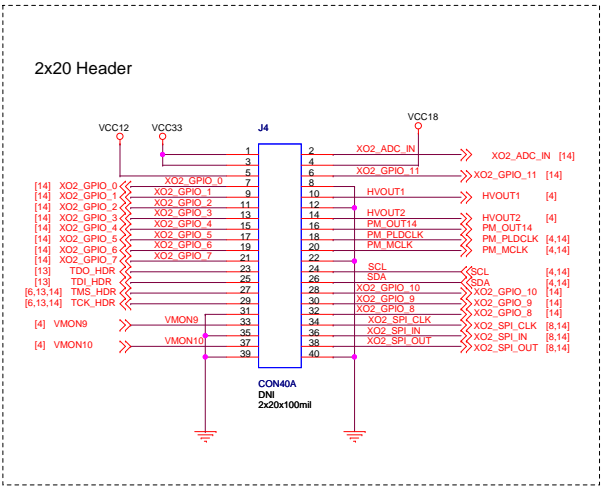 2x20 Header
VCC12 VCC33 VCC18
J4
1 2 XO2_ADC_IN XO2_ADC_IN [14]
3 4
5 6 XO2_GPIO_11 XO2_GPIO_11 [14]
[14] XO2_GPIO_0 XO2_GPIO_0 7 8
[14] XO2_GPIO_1 XO2_GPIO_1 9 10 HVOUT1 HVOUT1 [4]
[14] XO2_GPIO_2 XO2_GPIO_2 11 12
[14] XO2_GPIO_3 XO2_GPIO_3 13 14 HVOUT2 HVOUT2 [4]
[14] XO2_GPIO_4 XO2_GPIO_4 15 16 PM_OUT14 PM_OUT14
[14] XO2_GPIO_5 XO2_GPIO_5 17 18 PM_PLDCLK PM_PLDCLK [4,14]
[14] XO2_GPIO_6 XO2_GPIO_6 19 20 PM_MCLK PM_MCLK [4,14]
[14] XO2_GPIO_7 XO2_GPIO_7 21 22
[13] TDO_HDR 23 24 SCL SCL [4,14]
[13] TDI_HDR 25 26 SDA SDA [4,14]
[6,13,14] TMS_HDR 27 28 XO2_GPIO_10 XO2_GPIO_10 [14]
[6,13,14] TCK_HDR 29 30 XO2_GPIO_9 XO2_GPIO_9 [14]
31 32 XO2_GPIO_8 XO2_GPIO_8 [14]
[4] VMON9 VMON9 33 34 XO2_SPI_CLK XO2_SPI_CLK [8,14]
35 36 XO2_SPI_IN XO2_SPI_IN [8,14]
[4] VMON10 VMON10 37 38 XO2_SPI_OUT XO2_SPI_OUT [8,14]
39 40
CON40A
DNI
2x20x100mil